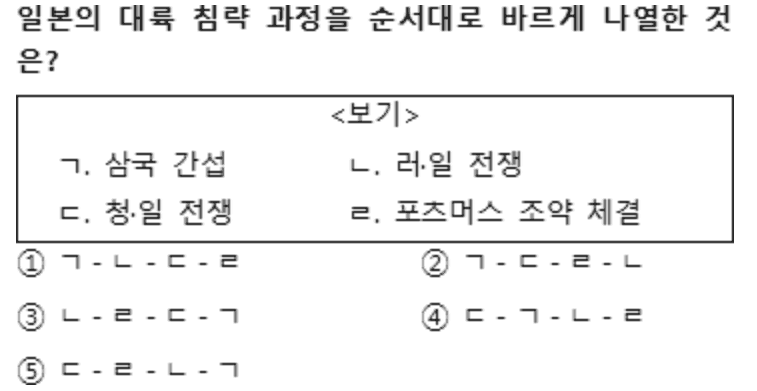 일본의 대륙 침략 과정을 순서대로 바르게 나열한 것
은?
<보기>
ㄱ. 삼국 간섭 ㄴ. 러·일 전쟁
ㄷ. 청·일 전쟁 ㄹ. 포츠머스 조약 체결
① ㄱ - ㄴ - ㄷ - ㄹ ② ㄱ - ㄷ - ㄹ - ㄴ
③ ㄴ - ㄹ - ㄷ - ㄱ ④ ㄷ - ㄱ - ㄴ - ㄹ
⑤ ㄷ - ㄹ - ㄴ - ㄱ